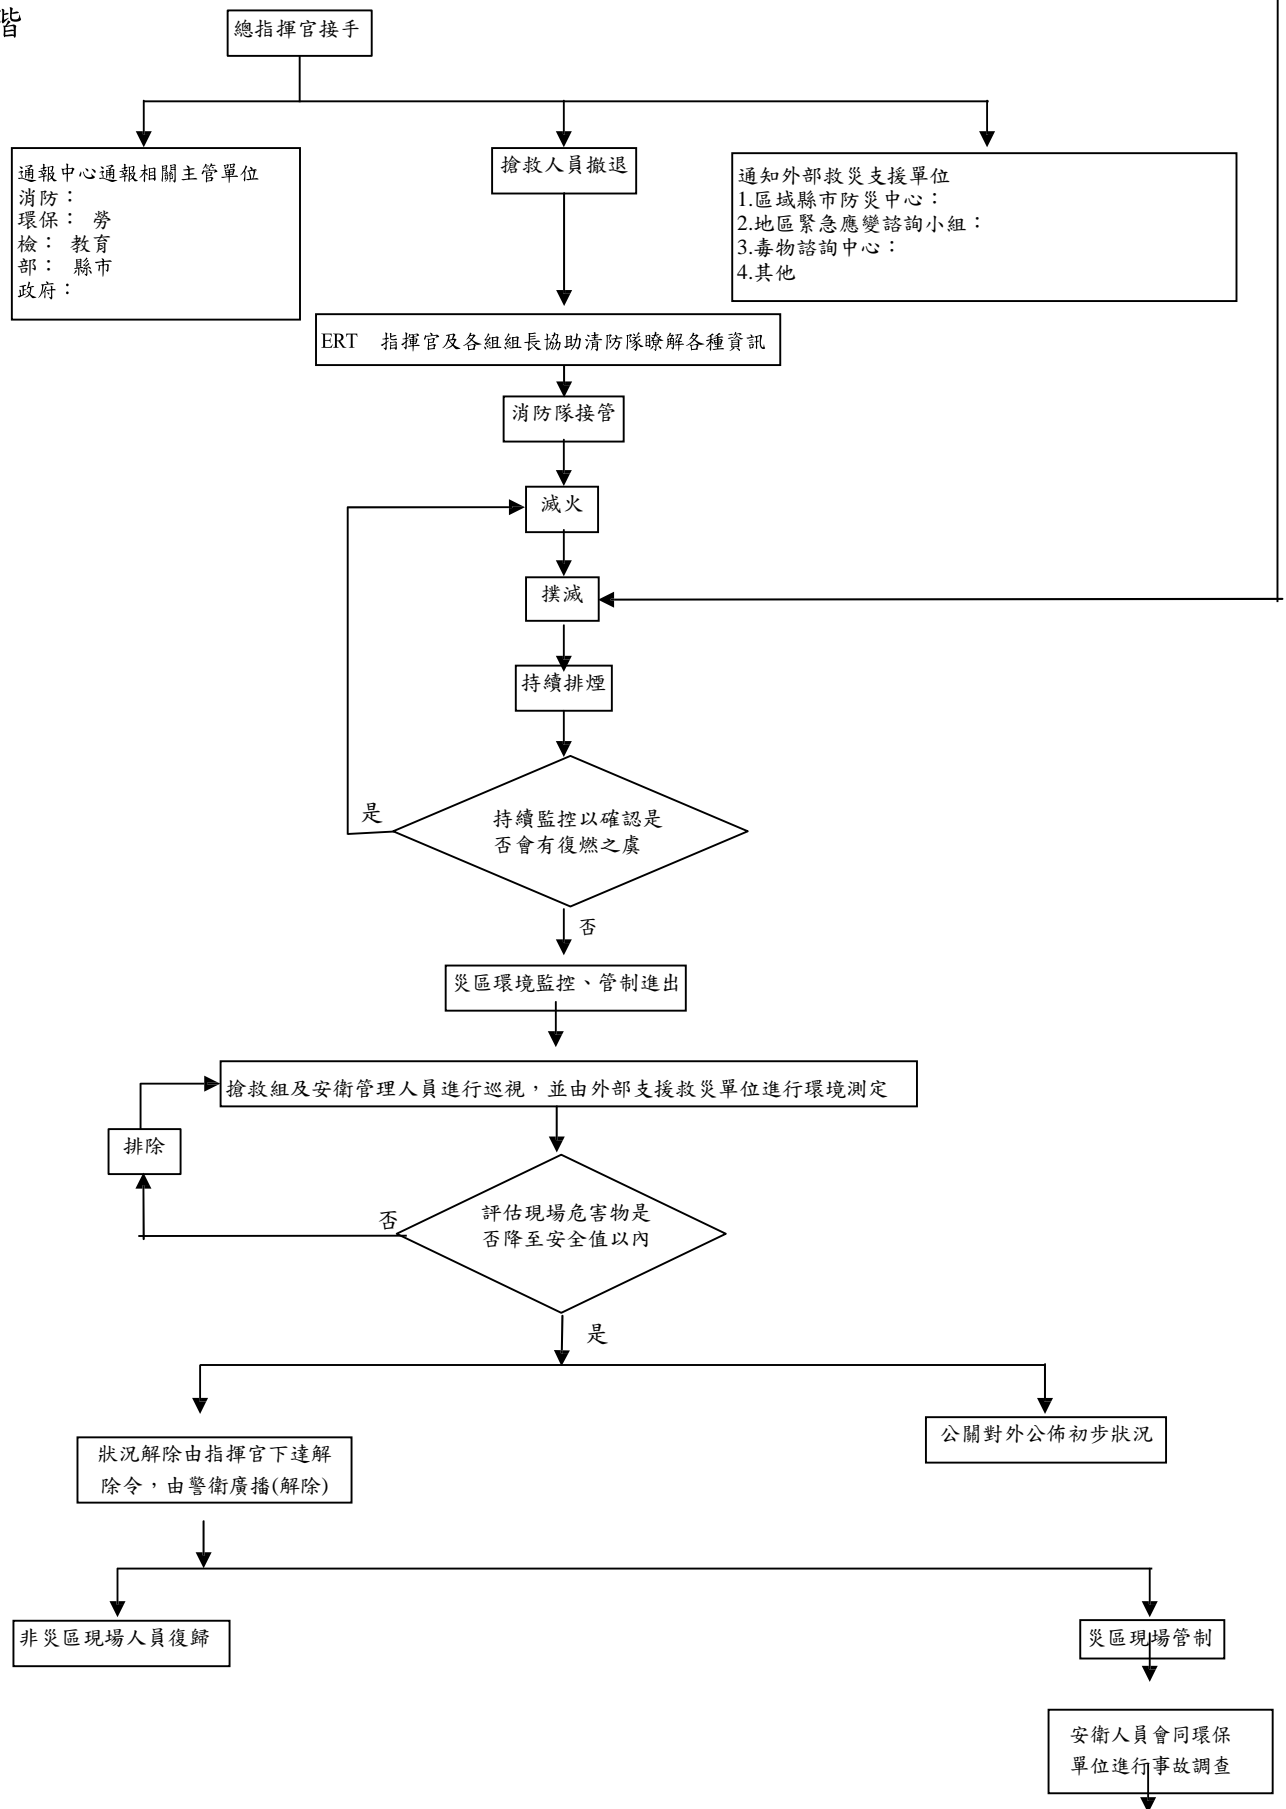 階
總指揮官接手
通報中心通報相關主管單位
消防：
環保： 勞
檢： 教育
部： 縣市
政府：
搶救人員撤退
通知外部救災支援單位
1.區域縣市防災中心：
2.地區緊急應變諮詢小組：
3.毒物諮詢中心：
4.其他
ERT 指揮官及各組組長協助清防隊瞭解各種資訊
消防隊接管
滅火
撲滅
持續排煙
是
持續監控以確認是
否會有復燃之虞
否
災區環境監控、管制進出
搶救組及安衛管理人員進行巡視，並由外部支援救災單位進行環境測定
排除
否
評估現場危害物是
否降至安全值以內
是
狀況解除由指揮官下達解
除令，由警衛廣播(解除)
公關對外公佈初步狀況
非災區現場人員復歸
災區現場管制
安衛人員會同環保
單位進行事故調查